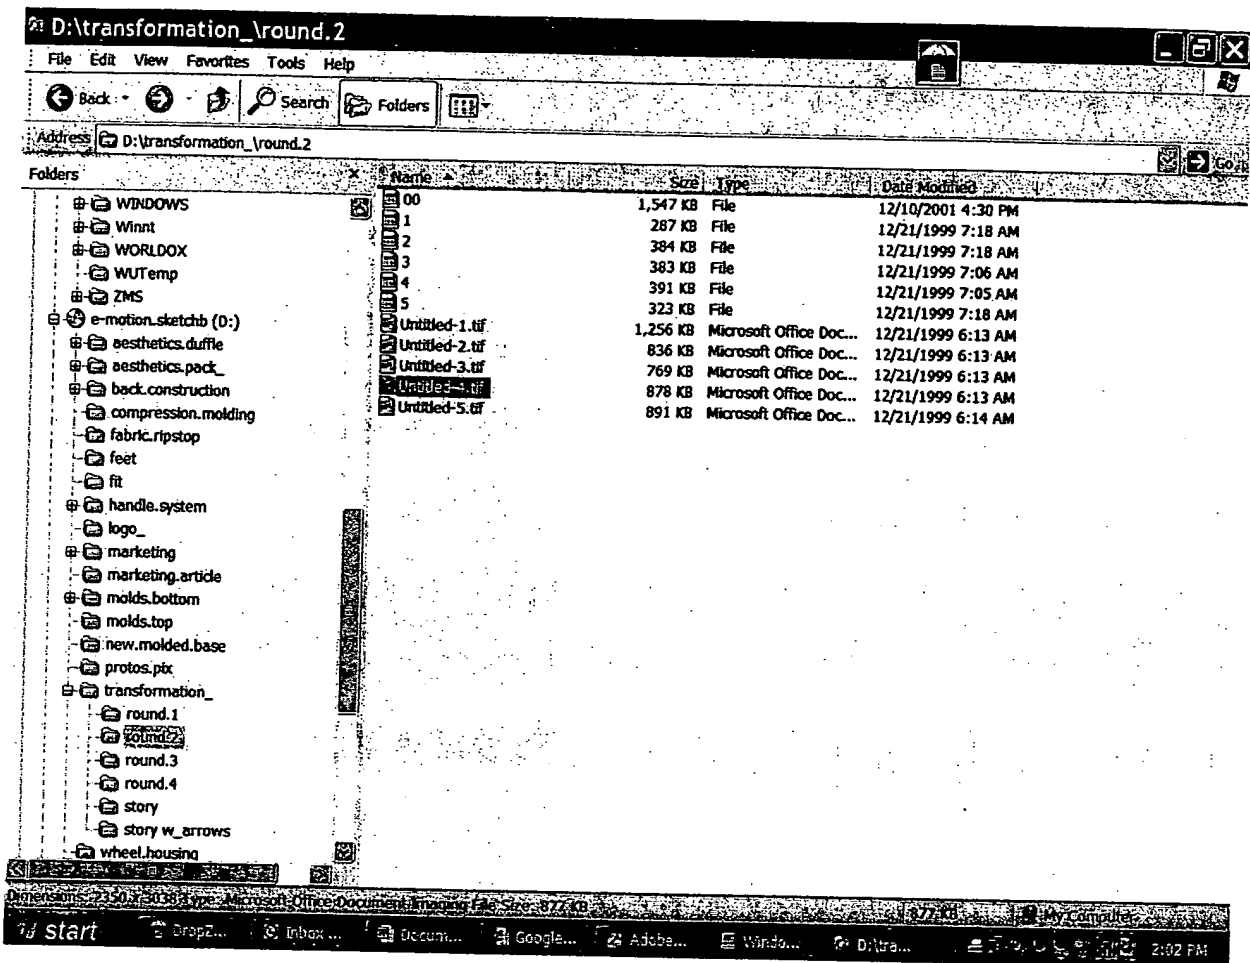 D:\transformation_\round.2
File Edit View Favorites Tools Help
Back Search Folders
Address D:\transformation_\round.2 Go
Folders x
Name Size Type Date Modified
WINDOWS
Winnt
WORLDOX
WUTemp
ZMS
e-motion.sketchb (D:)
aesthetics.duffle
aesthetics.pack_
back.construction
compression.molding
fabric.ripstop
feet
fit
handle.system
logo_
marketing
marketing.article
molds.bottom
molds.top
new.molded.base
protos.pix
transformation_
round.1
round.2
round.3
round.4
story
story w_arrows
wheel.housing
00 1,547 KB File 12/10/2001 4:30 PM
1 287 KB File 12/21/1999 7:18 AM
2 384 KB File 12/21/1999 7:18 AM
3 383 KB File 12/21/1999 7:06 AM
4 391 KB File 12/21/1999 7:05 AM
5 323 KB File 12/21/1999 7:18 AM
Untitled-1.tif 1,256 KB Microsoft Office Doc... 12/21/1999 6:13 AM
Untitled-2.tif 836 KB Microsoft Office Doc... 12/21/1999 6:13 AM
Untitled-3.tif 769 KB Microsoft Office Doc... 12/21/1999 6:13 AM
Untitled-4.tif 878 KB Microsoft Office Doc... 12/21/1999 6:13 AM
Untitled-5.tif 891 KB Microsoft Office Doc... 12/21/1999 6:14 AM
Dimensions: 2350 x 3038 Type: Microsoft Office Document Imaging File Size: 877 KB 877 KB My Computer
start DropZ... Inbox ... Docum... Google... Adobe... Windo... D:\tra... 2:02 PM